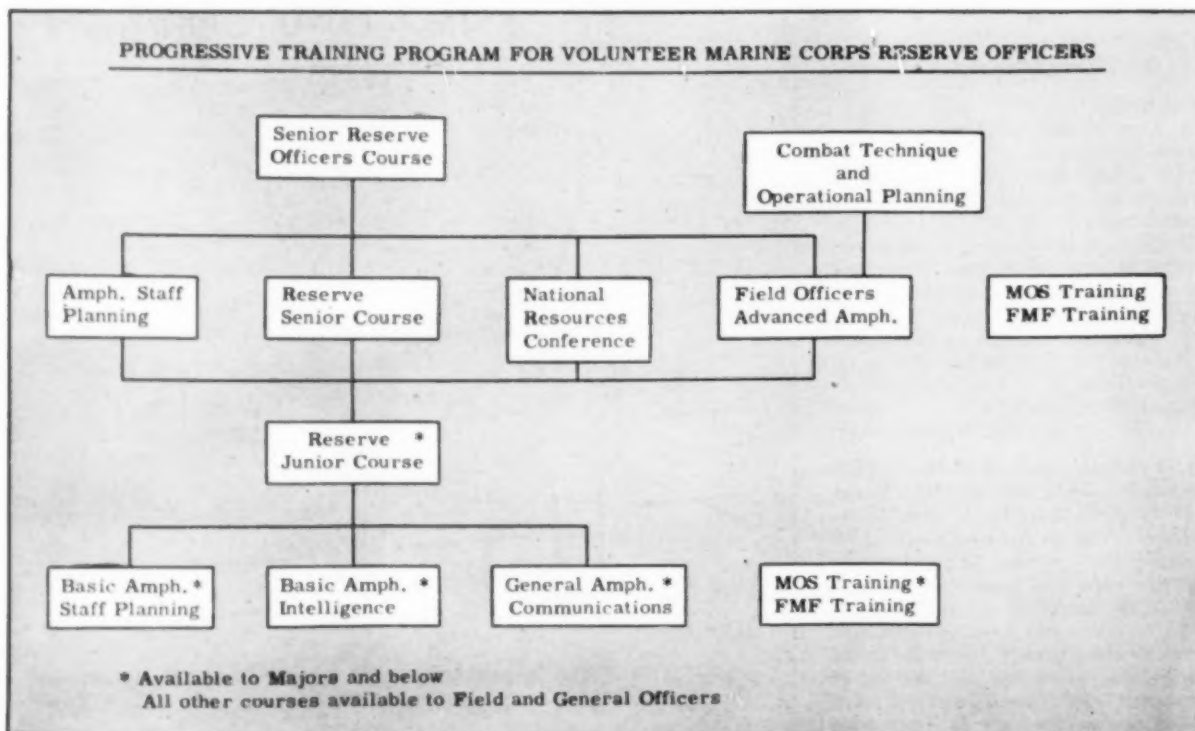 PROGRESSIVE TRAINING PROGRAM FOR VOLUNTEER MARINE CORPS RESERVE OFFICERS
Senior Reserve
Officers Course
Combat Technique
and
Operational Planning
Amph. Staff
Planning
Reserve
Senior Course
National
Resources
Conference
Field Officers
Advanced Amph.
MOS Training
FMF Training
Reserve *
Junior Course
Basic Amph. *
Staff Planning
Basic Amph. *
Intelligence
General Amph. *
Communications
MOS Training *
FMF Training
* Available to Majors and below
All other courses available to Field and General Officers